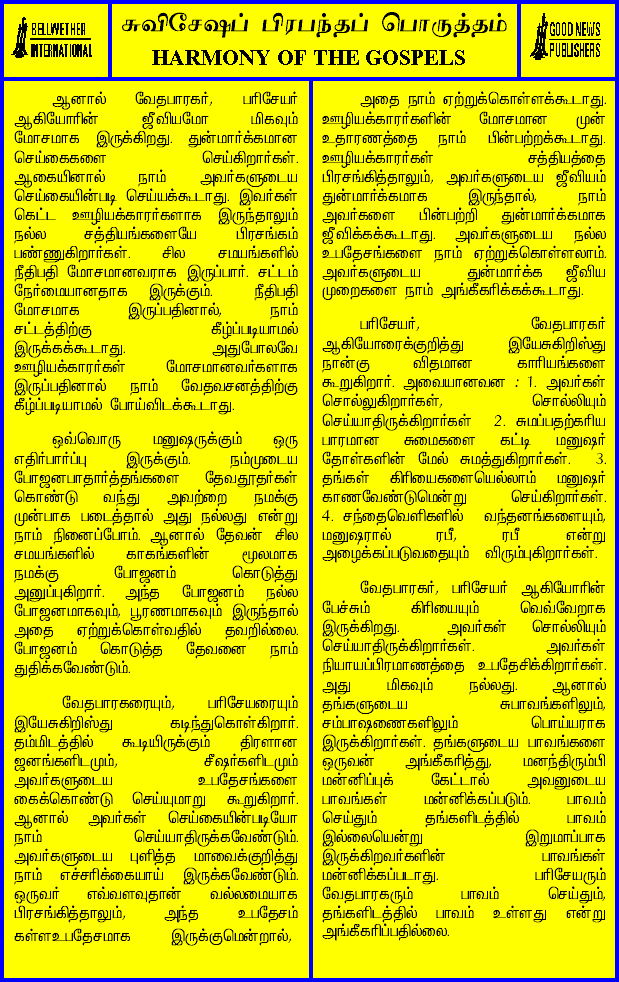 BELLWETHER
INTERNATIONAL
சுவிசேஷப் பிரபந்தப் பொருத்தம்
HARMONY OF THE GOSPELS
GOOD NEWS
PUBLISHERS
ஆனால் வேதபாரகர், பரிசேயர்
ஆகியோரின் ஜீவியமோ மிகவும்
மோசமாக இருக்கிறது. துன்மார்க்கமான
செய்கைகளை செய்கிறார்கள்.
ஆகையினால் நாம் அவர்களுடைய
செய்கையின்படி செய்யக்கூடாது. இவர்கள்
கெட்ட ஊழியக்காரர்களாக இருந்தாலும்
நல்ல சத்தியங்களையே பிரசங்கம்
பண்ணுகிறார்கள். சில சமயங்களில்
நீதிபதி மோசமானவராக இருப்பார். சட்டம்
நேர்மையானதாக இருக்கும். நீதிபதி
மோசமாக இருப்பதினால், நாம்
சட்டத்திற்கு கீழ்ப்படியாமல்
இருக்கக்கூடாது. அதுபோலவே
ஊழியக்காரர்கள் மோசமானவர்களாக
இருப்பதினால் நாம் வேதவசனத்திற்கு
கீழ்ப்படியாமல் போய்விடக்கூடாது.
ஒவ்வொரு மனுஷருக்கும் ஒரு
எதிர்பார்ப்பு இருக்கும். நம்முடைய
போஜனபாதார்த்தங்களை தேவதூதர்கள்
கொண்டு வந்து அவற்றை நமக்கு
முன்பாக படைத்தால் அது நல்லது என்று
நாம் நினைப்போம். ஆனால் தேவன் சில
சமயங்களில் காகங்களின் மூலமாக
நமக்கு போஜனம் கொடுத்து
அனுப்புகிறார். அந்த போஜனம் நல்ல
போஜனமாகவும், பூரணமாகவும் இருந்தால்
அதை ஏற்றுக்கொள்வதில் தவறில்லை.
போஜனம் கொடுத்த தேவனை நாம்
துதிக்கவேண்டும்.
வேதபாரகரையும், பரிசேயரையும்
இயேசுகிறிஸ்து கடிந்துகொள்கிறார்.
தம்மிடத்தில் கூடியிருக்கும் திரளான
ஜனங்களிடமும், சீஷர்களிடமும்
அவர்களுடைய உபதேசங்களை
கைக்கொண்டு செய்யுமாறு கூறுகிறார்.
ஆனால் அவர்கள் செய்கையின்படியோ
நாம் செய்யாதிருக்கவேண்டும்.
அவர்களுடைய புளித்த மாவைக்குறித்து
நாம் எச்சரிக்கையாய் இருக்கவேண்டும்.
ஒருவர் எவ்வளவுதான் வல்லமையாக
பிரசங்கித்தாலும், அந்த உபதேசம்
கள்ளஉபதேசமாக இருக்குமென்றால்,
அதை நாம் ஏற்றுக்கொள்ளக்கூடாது.
ஊழியக்காரர்களின் மோசமான முன்
உதாரணத்தை நாம் பின்பற்றக்கூடாது.
ஊழியக்காரர்கள் சத்தியத்தை
பிரசங்கித்தாலும், அவர்களுடைய ஜீவியம்
துன்மார்க்கமாக இருந்தால், நாம்
அவர்களை பின்பற்றி துன்மார்க்கமாக
ஜீவிக்கக்கூடாது. அவர்களுடைய நல்ல
உபதேசங்களை நாம் ஏற்றுக்கொள்ளலாம்.
அவர்களுடைய துன்மார்க்க ஜீவிய
முறைகளை நாம் அங்கீகரிக்கக்கூடாது.
பரிசேயர், வேதபாரகர்
ஆகியோரைக்குறித்து இயேசுகிறிஸ்து
நான்கு விதமான காரியங்களை
கூறுகிறார். அவையாவன : 1. அவர்கள்
சொல்லுகிறார்கள், சொல்லியும்
செய்யாதிருக்கிறார்கள் 2. சுமப்பதற்கரிய
பாரமான சுமைகளை கட்டி மனுஷர்
தோள்களின் மேல் சுமத்துகிறார்கள். 3.
தங்கள் கிரியைகளையெல்லாம் மனுஷர்
காணவேண்டுமென்று செய்கிறார்கள்.
4. சந்தைவெளிகளில் வந்தனங்களையும்,
மனுஷரால் ரபீ, ரபீ என்று
அழைக்கப்படுவதையும் விரும்புகிறார்கள்.
வேதபாரகர், பரிசேயர் ஆகியோரின்
பேச்சும் கிரியையும் வெவ்வேறாக
இருக்கிறது. அவர்கள் சொல்லியும்
செய்யாதிருக்கிறார்கள். அவர்கள்
நியாயப்பிரமாணத்தை உபதேசிக்கிறார்கள்.
அது மிகவும் நல்லது. ஆனால்
தங்களுடைய சுபாவங்களிலும்,
சம்பாஷணைகளிலும் பொய்யராக
இருக்கிறார்கள். தங்களுடைய பாவங்களை
ஒருவன் அங்கீகரித்து, மனந்திரும்பி
மன்னிப்புக் கேட்டால் அவனுடைய
பாவங்கள் மன்னிக்கப்படும். பாவம்
செய்தும் தங்களிடத்தில் பாவம்
இல்லையென்று இறுமாப்பாக
இருக்கிறவர்களின் பாவங்கள்
மன்னிக்கப்படாது. பரிசேயரும்
வேதபாரகரும் பாவம் செய்தும்,
தங்களிடத்தில் பாவம் உள்ளது என்று
அங்கீகரிப்பதில்லை.